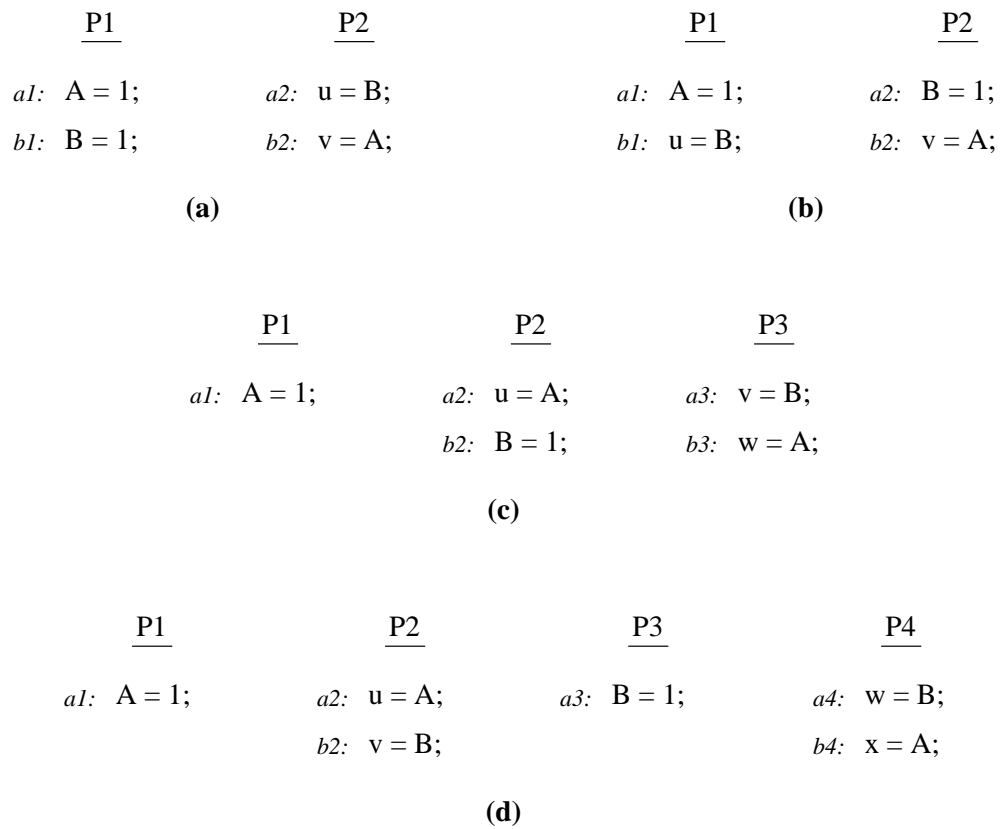 P1 P2 P1 P2
a1: A = 1; a2: u = B; a1: A = 1; a2: B = 1;
b1: B = 1; b2: v = A; b1: u = B; b2: v = A;
(a) (b)
P1 P2 P3
a1: A = 1; a2: u = A; a3: v = B;
b2: B = 1; b3: w = A;
(c)
P1 P2 P3 P4
a1: A = 1; a2: u = A; a3: B = 1; a4: w = B;
b2: v = B; b4: x = A;
(d)